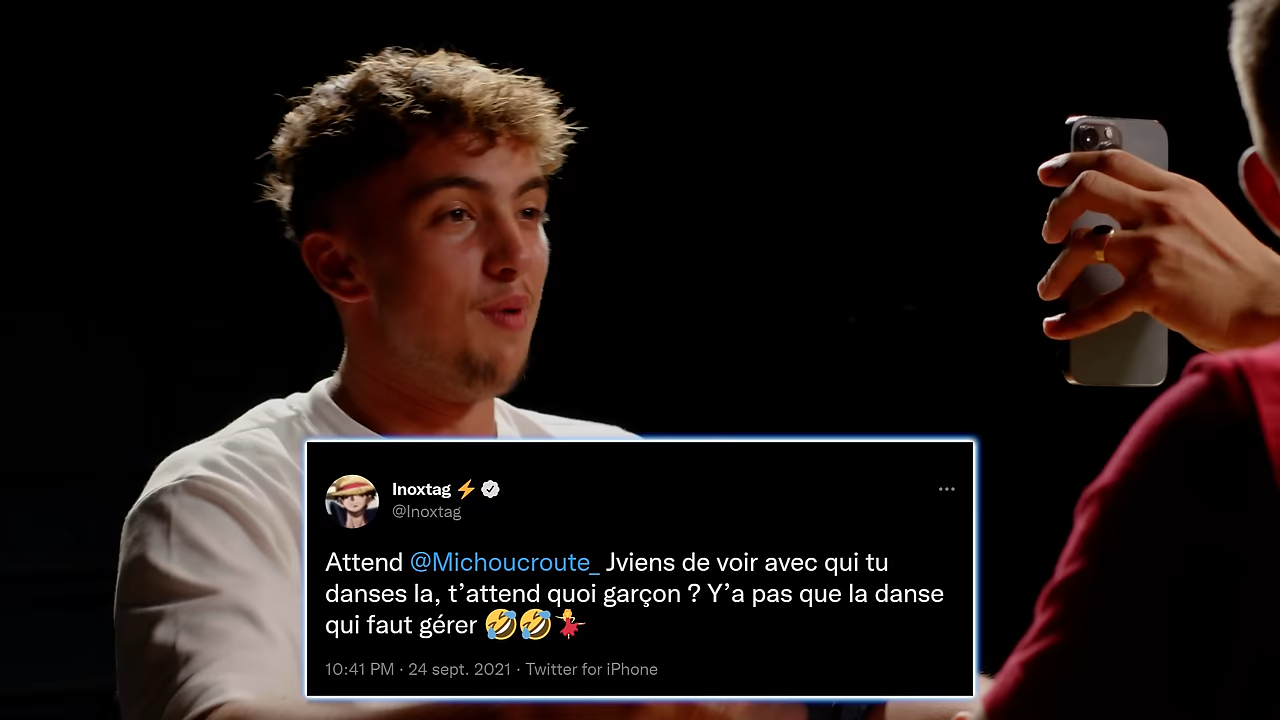 Inoxtag ⚡
@Inoxtag
Attend @Michoucroute_ Jviens de voir avec qui tu
danses la, t’attend quoi garçon ? Y’a pas que la danse
qui faut gérer 🤣🤣💃
10:41 PM · 24 sept. 2021 · Twitter for iPhone